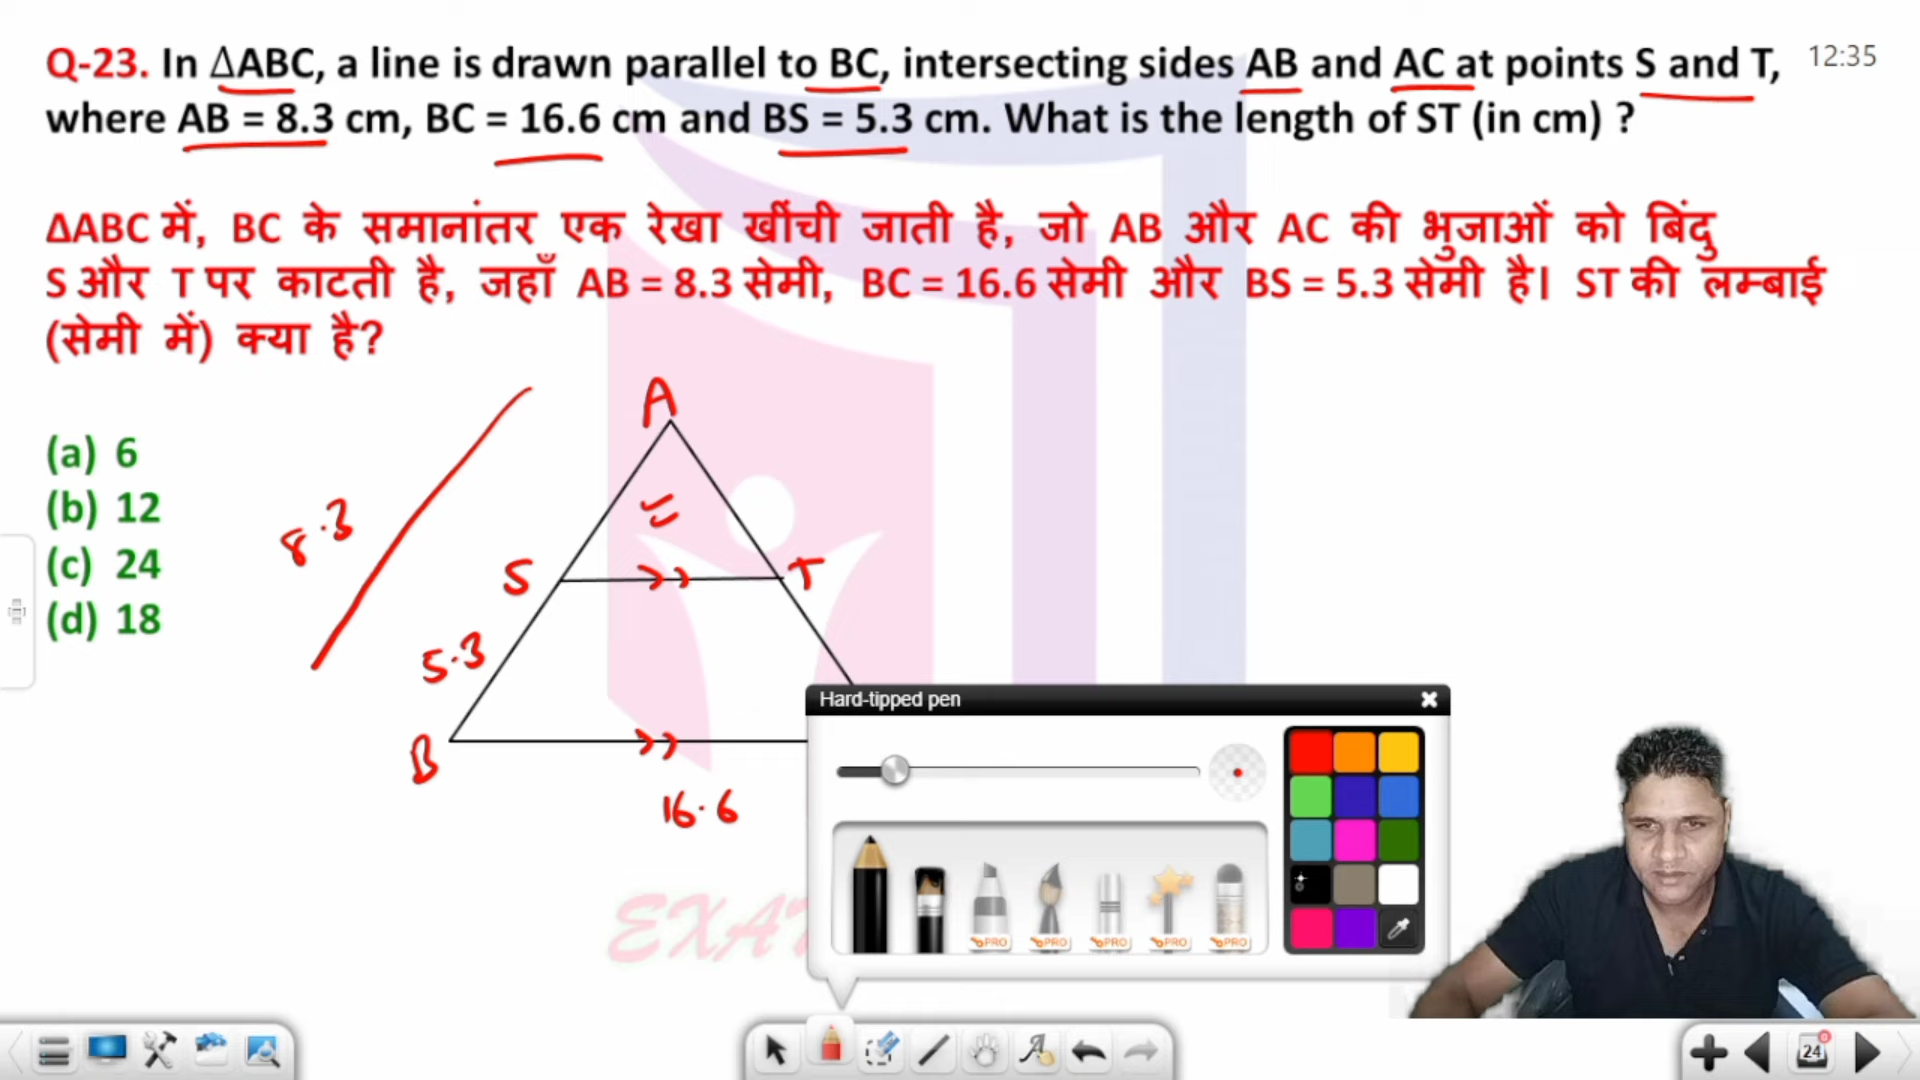 Q-23. In ΔABC, a line is drawn parallel to BC, intersecting sides AB and AC at points S and T,
12:35
where AB = 8.3 cm, BC = 16.6 cm and BS = 5.3 cm. What is the length of ST (in cm) ?
ΔABC में, BC के समानांतर एक रेखा खींची जाती है, जो AB और AC की भुजाओं को बिंदु
S और T पर काटती है, जहाँ AB = 8.3 सेमी, BC = 16.6 सेमी और BS = 5.3 सेमी है। ST की लम्बाई
(सेमी में) क्या है?
A
(a) 6
(b) 12
8.3
(c) 24
S
T
(d) 18
5.3
Hard-tipped pen
B
16.6
PRO PRO PRO PRO PRO
24